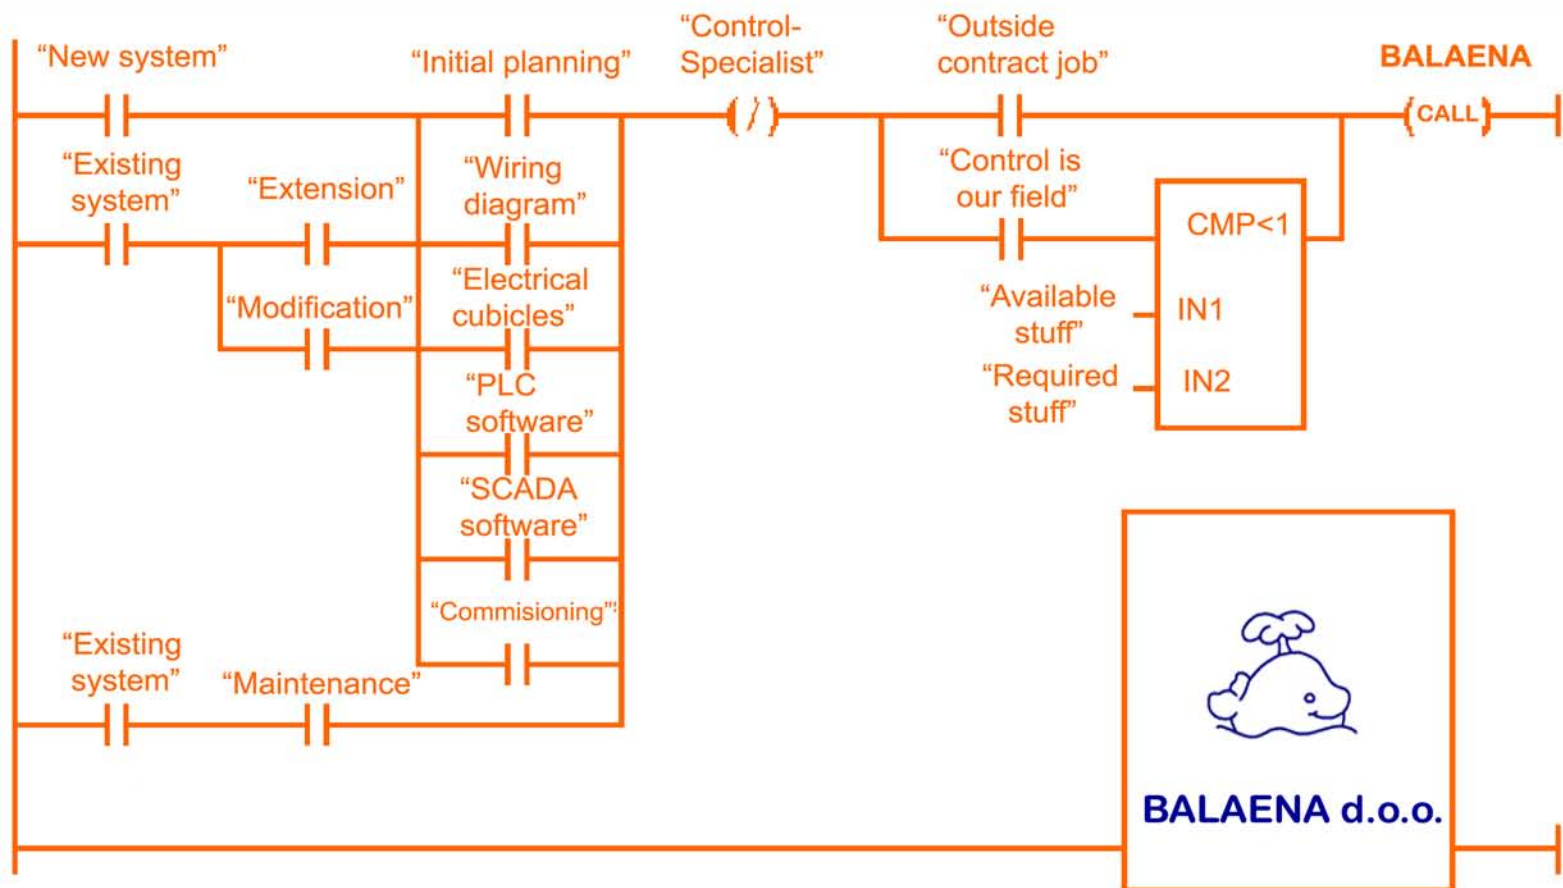 “New system”
“Initial planning”
“Control-
Specialist”
“Outside
contract job”
BALAENA
CALL
“Existing
system”
“Extension”
“Wiring
diagram”
“Control is
our field”
CMP<1
“Modification”
“Electrical
cubicles”
“Available
stuff”
IN1
“Required
stuff”
IN2
“PLC
software”
“SCADA
software”
“Commisioning”
“Existing
system”
“Maintenance”
BALAENA d.o.o.